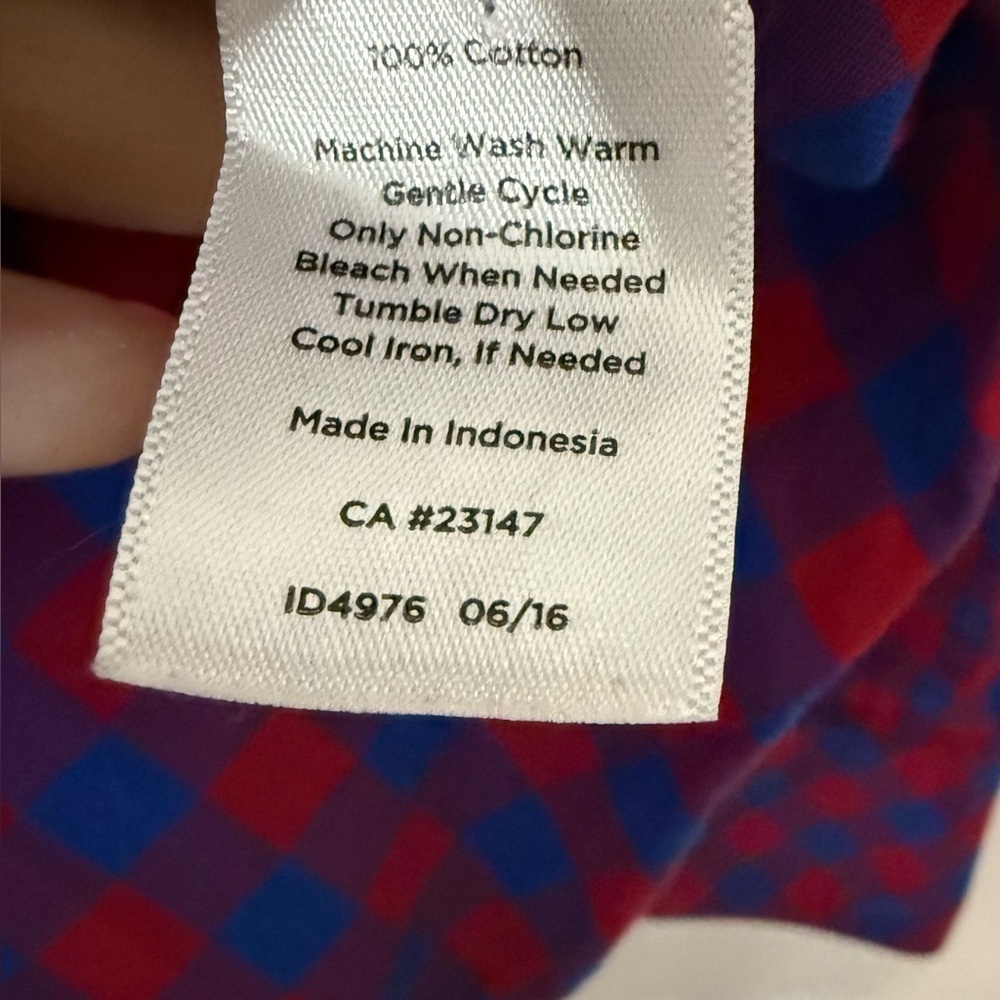 100% Cotton
Machine Wash Warm
Gentle Cycle
Only Non-Chlorine
Bleach When Needed
Tumble Dry Low
Cool Iron, If Needed
Made In Indonesia
CA #23147
ID4976 06/16